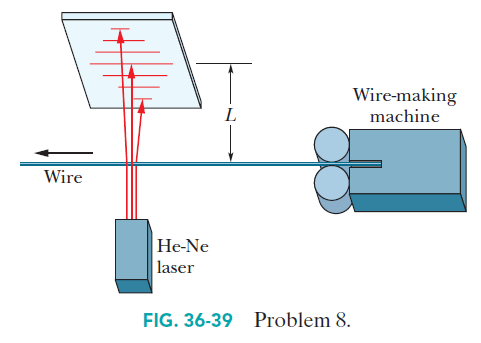 Wire-making
machine
L
Wire
He-Ne
laser
FIG. 36-39 Problem 8.